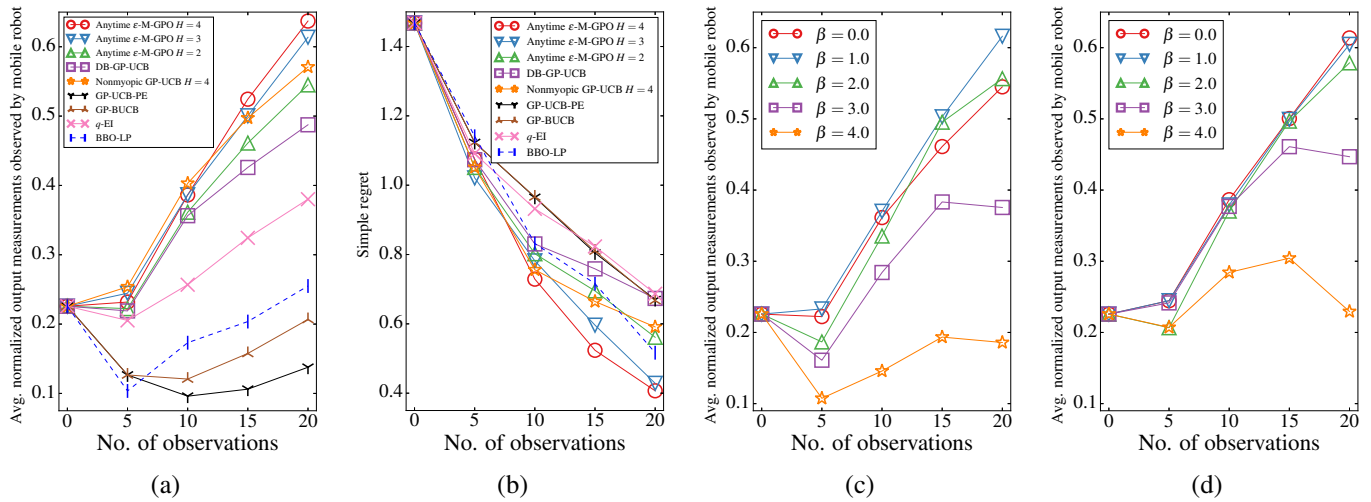 Avg. normalized output measurements observed by mobile robot
0.6
0.5
0.4
0.3
0.2
0.1
Anytime ε-M-GPO H = 4
Anytime ε-M-GPO H = 3
Anytime ε-M-GPO H = 2
DB-GP-UCB
Nonmyopic GP-UCB H = 4
GP-UCB-PE
GP-BUCB
q-EI
BBO-LP
0 5 10 15 20
No. of observations
(a)
Simple regret
1.4
1.2
1.0
0.8
0.6
0.4
Anytime ε-M-GPO H = 4
Anytime ε-M-GPO H = 3
Anytime ε-M-GPO H = 2
DB-GP-UCB
Nonmyopic GP-UCB H = 4
GP-UCB-PE
GP-BUCB
q-EI
BBO-LP
0 5 10 15 20
No. of observations
(b)
Avg. normalized output measurements observed by mobile robot
0.6
0.5
0.4
0.3
0.2
0.1
β = 0.0
β = 1.0
β = 2.0
β = 3.0
β = 4.0
0 5 10 15 20
No. of observations
(c)
Avg. normalized output measurements observed by mobile robot
0.6
0.5
0.4
0.3
0.2
0.1
β = 0.0
β = 1.0
β = 2.0
β = 3.0
β = 4.0
0 5 10 15 20
No. of observations
(d)